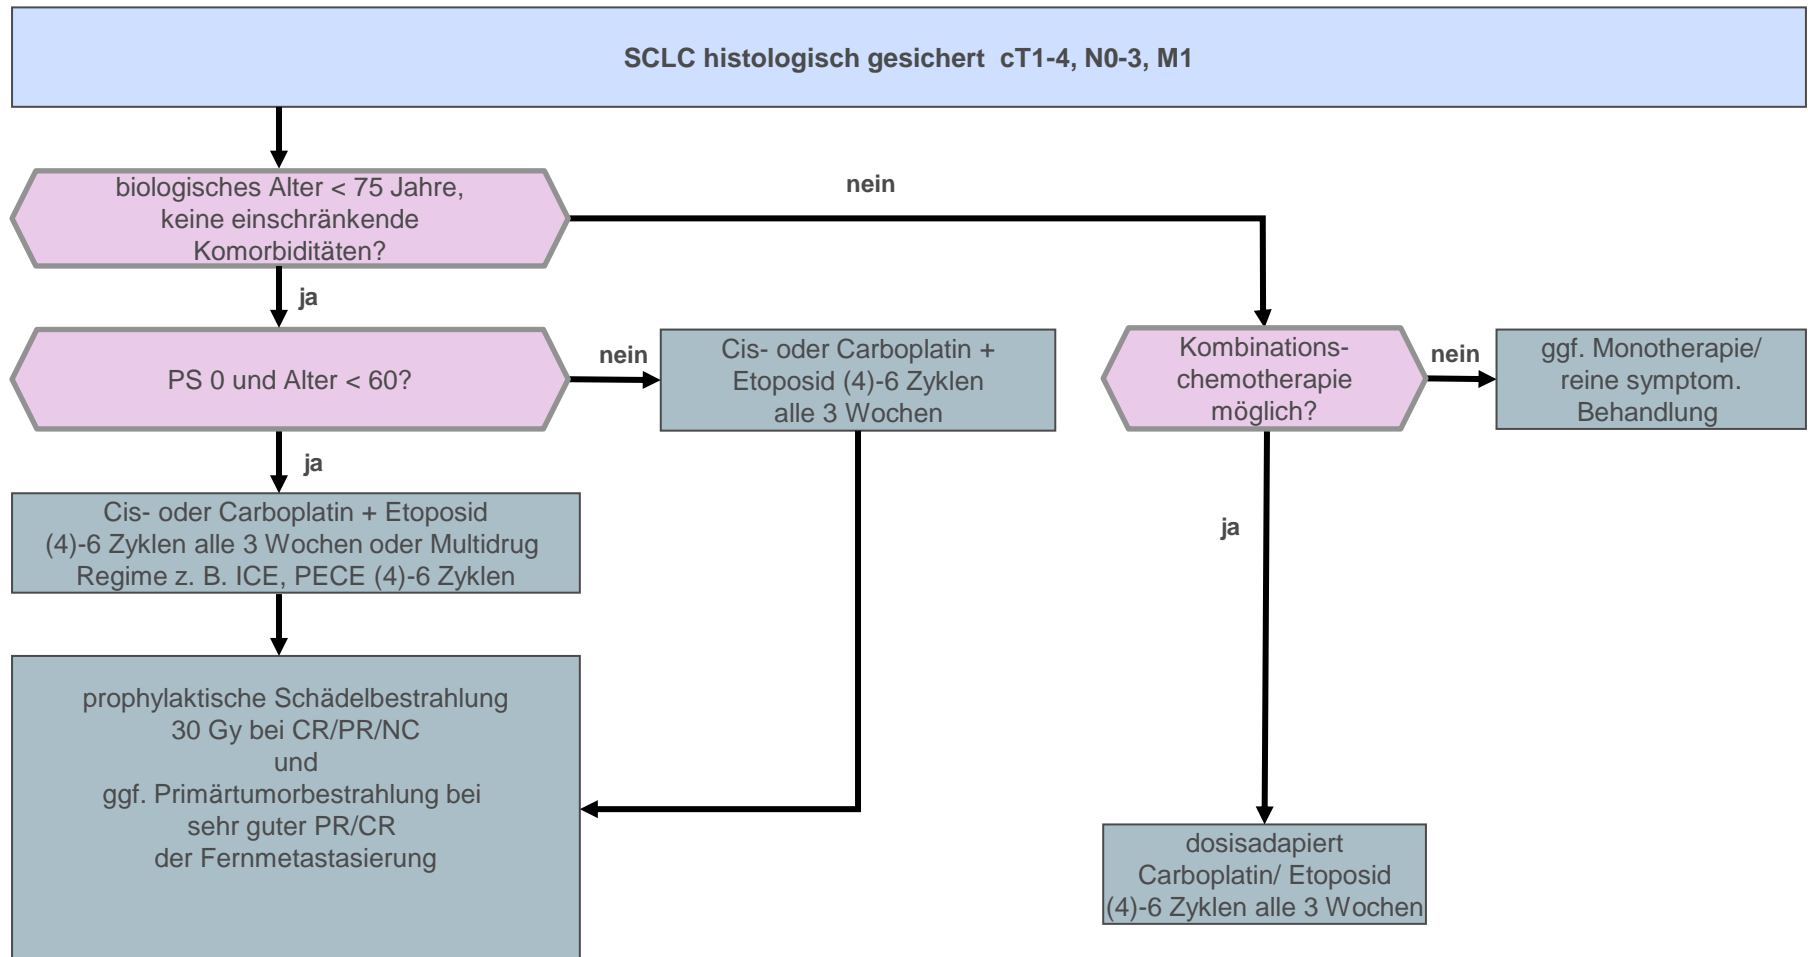 SCLC histologisch gesichert  cT1-4, N0-3, M1
biologisches Alter < 75 Jahre,
keine einschränkende
Komorbiditäten?
nein
ja
PS 0 und Alter < 60?
nein
Cis- oder Carboplatin +
Etoposid (4)-6 Zyklen
alle 3 Wochen
Kombinations-
chemotherapie
möglich?
nein
ggf. Monotherapie/
reine symptom.
Behandlung
ja
Cis- oder Carboplatin + Etoposid
(4)-6 Zyklen alle 3 Wochen oder Multidrug
Regime z. B. ICE, PECE (4)-6 Zyklen
ja
prophylaktische Schädelbestrahlung
30 Gy bei CR/PR/NC
und
ggf. Primärtumorbestrahlung bei
sehr guter PR/CR
der Fernmetastasierung
dosisadapiert
Carboplatin/ Etoposid
(4)-6 Zyklen alle 3 Wochen